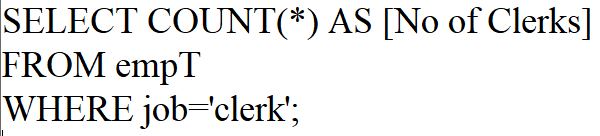 SELECT COUNT(*) AS [No of Clerks]
FROM empT
WHERE job='clerk';